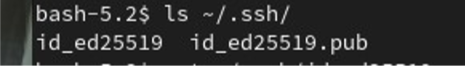 bash-5.2$ ls ~/.ssh/
id_ed25519  id_ed25519.pub